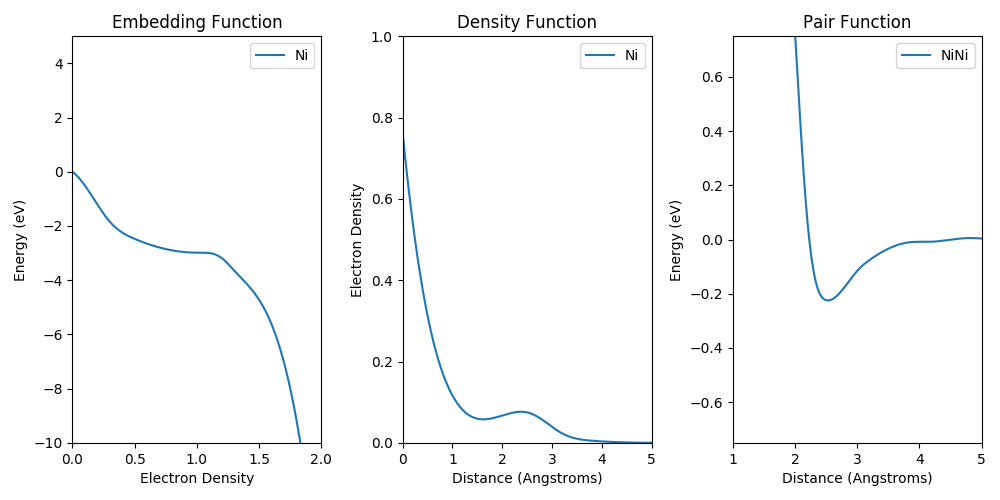 Embedding Function
Ni
Energy (eV)
4
2
0
−2
−4
−6
−8
−10
0.0 0.5 1.0 1.5 2.0
Electron Density
Density Function
Ni
Electron Density
1.0
0.8
0.6
0.4
0.2
0.0
0 1 2 3 4 5
Distance (Angstroms)
Pair Function
NiNi
Energy (eV)
0.6
0.4
0.2
0.0
−0.2
−0.4
−0.6
1 2 3 4 5
Distance (Angstroms)